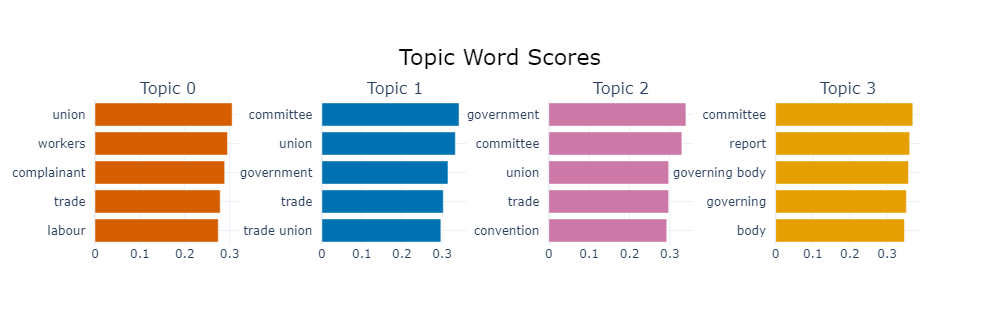 Topic Word Scores
Topic 0
union
workers
complainant
trade
labour
0 0.1 0.2 0.3
Topic 1
committee
union
government
trade
trade union
0 0.1 0.2 0.3
Topic 2
government
committee
union
trade
convention
0 0.1 0.2 0.3
Topic 3
committee
report
governing body
governing
body
0 0.1 0.2 0.3